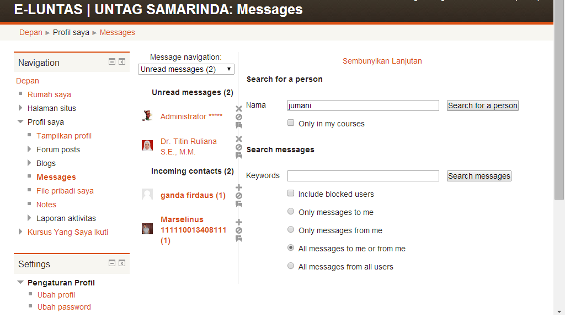 E-LUNTAS | UNTAG SAMARINDA: Messages
Depan ► Profil saya ► Messages
Navigation
Depan
Rumah saya
Halaman situs
Profil saya
Tampilkan profil
Forum posts
Blogs
Messages
File pribadi saya
Notes
Laporan aktivitas
Kursus Yang Saya Ikuti
Settings
Pengaturan Profil
Ubah profil
Ubah password
Message navigation:
Unread messages (2)
Unread messages (2)
Administrator *****
Dr. Titin Ruliana
S.E., M.M.
Incoming contacts (2)
ganda firdaus (1)
Marselinus
111110013408111
(1)
Sembunyikan Lanjutan
Search for a person
Nama jumani Search for a person
Only in my courses
Search messages
Keywords Search messages
Include blocked users
Only messages to me
Only messages from me
All messages to me or from me
All messages from all users